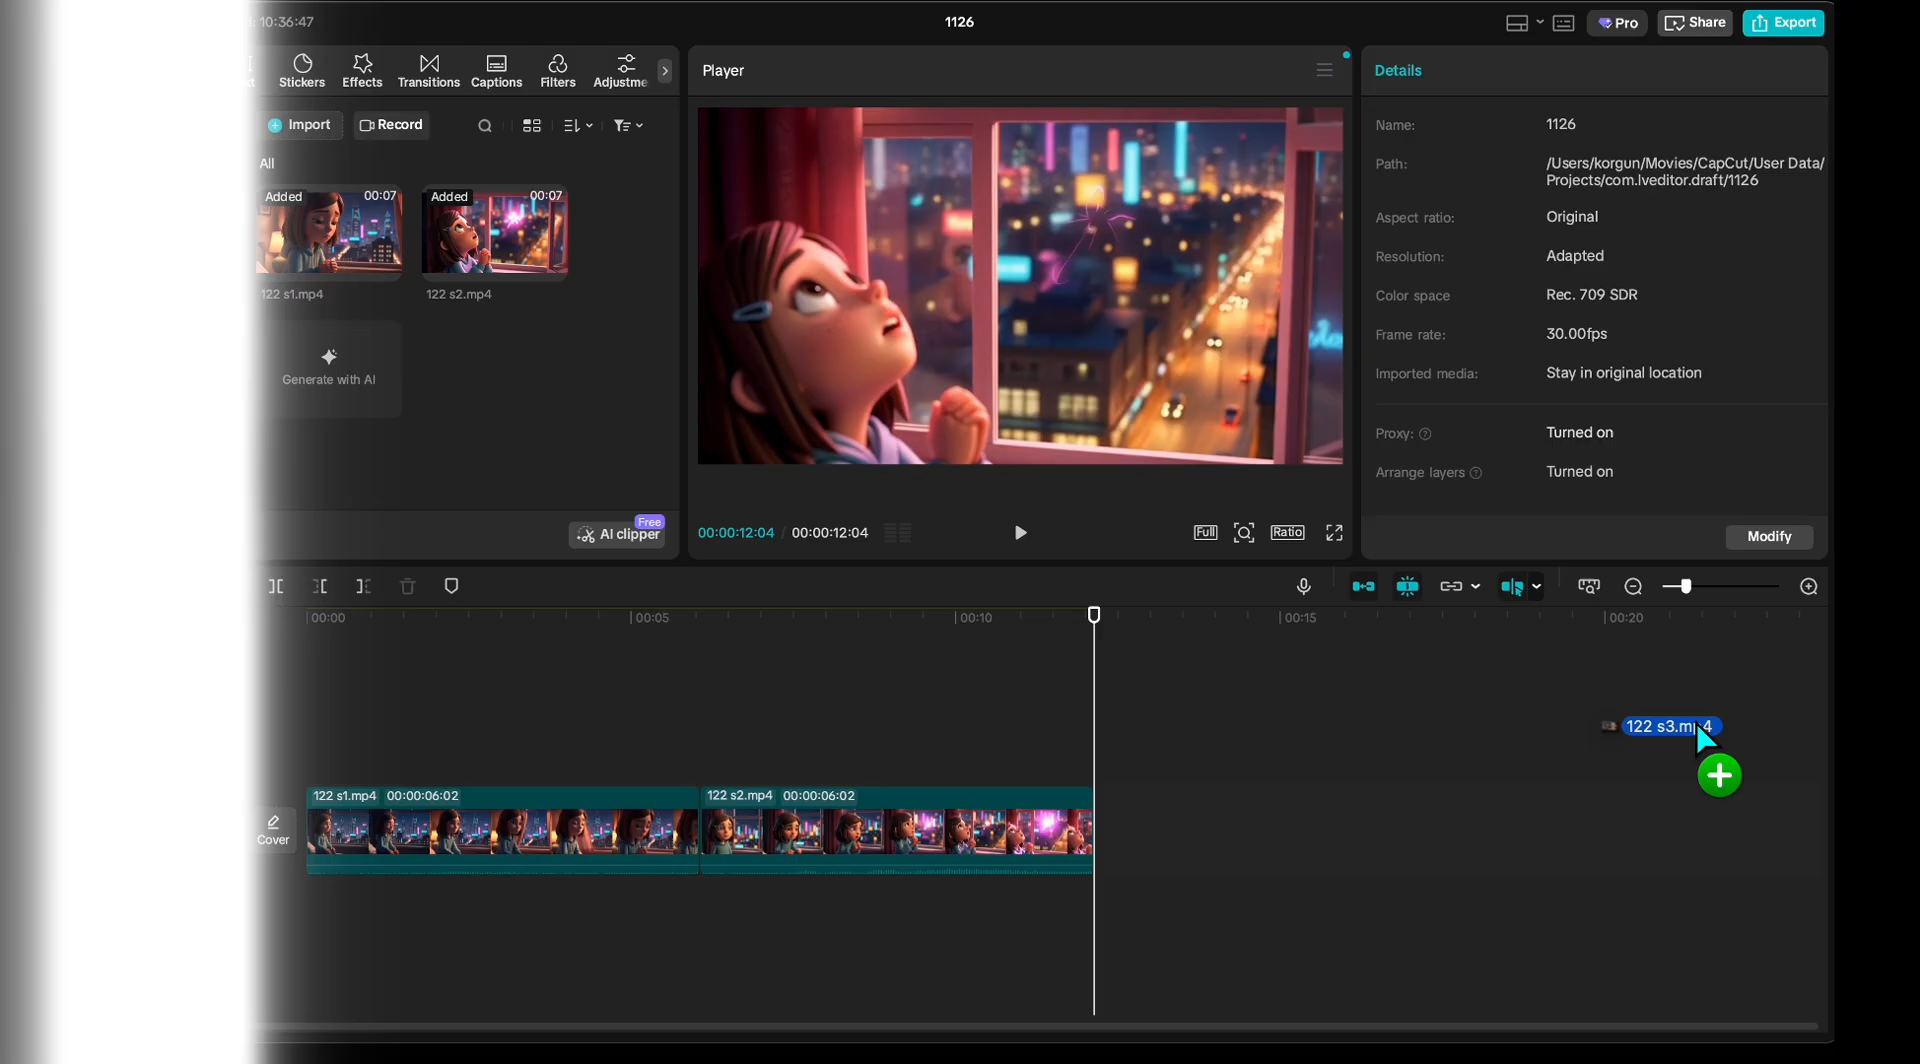 10:36:47
1126
Pro
Share
Export
Stickers
Effects
Transitions
Captions
Filters
Adjustme
Import
Record
All
Added
00:07
Added
00:07
122 s1.mp4
122 s2.mp4
Generate with AI
Free
AI clipper
Player
00:00:12:04 / 00:00:12:04
Full
Ratio
Details
Name: 1126
Path: /Users/korgun/Movies/CapCut/User Data/
Projects/com.lveditor.draft/1126
Aspect ratio: Original
Resolution: Adapted
Color space Rec. 709 SDR
Frame rate: 30.00fps
Imported media: Stay in original location
Proxy: Turned on
Arrange layers Turned on
Modify
00:00 00:05 00:10 00:15 00:20
122 s3.mp4
122 s1.mp4 00:00:06:02
122 s2.mp4 00:00:06:02
Cover